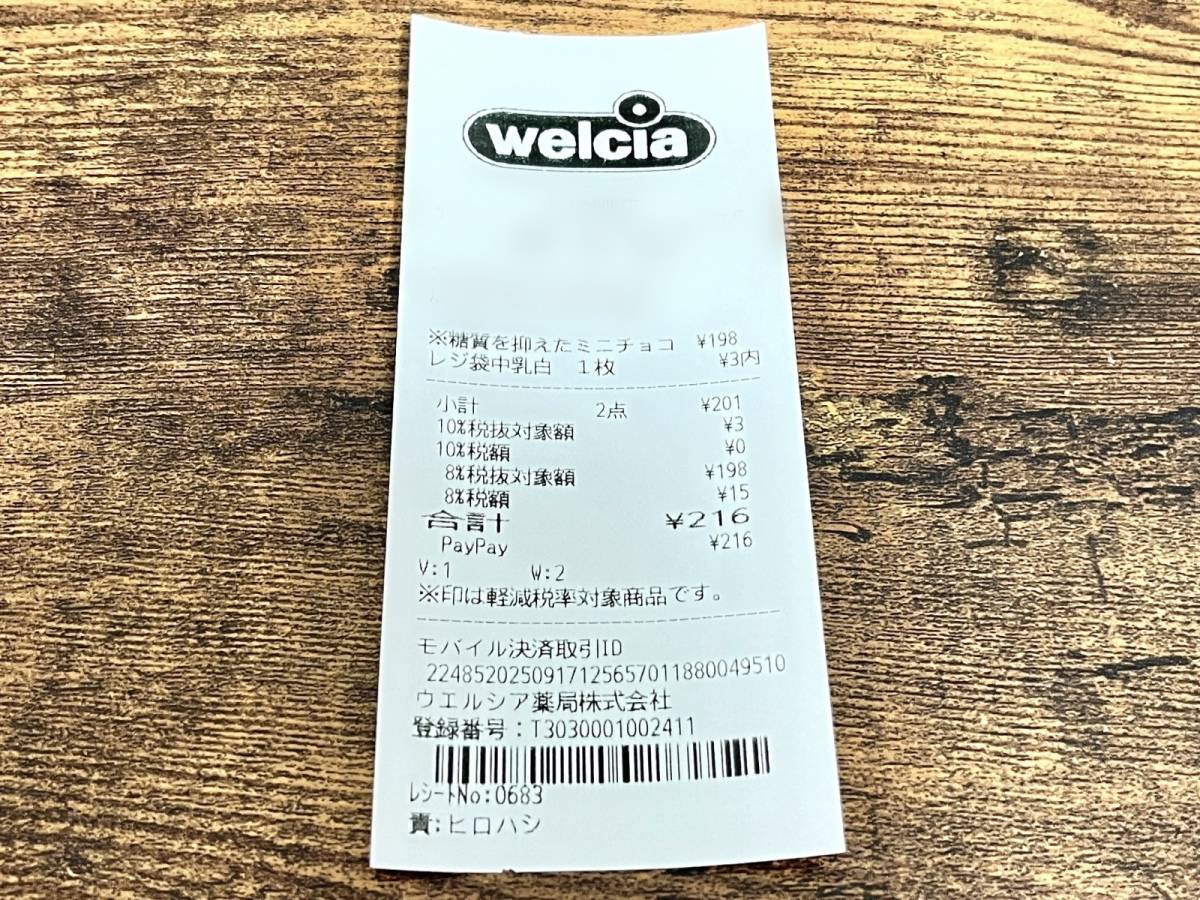 welcia
※糖質を抑えたミニチョコ ¥198
レジ袋中乳白 1枚 ¥3内
小計 2点 ¥201
10%税抜対象額 ¥3
10%税額 ¥0
8%税抜対象額 ¥198
8%税額 ¥15
合計 ¥216
PayPay ¥216
V:1 W:2
※印は軽減税率対象商品です。
モバイル決済取引ID
2248520250917125657011880049510
ウエルシア薬局株式会社
登録番号:T3030001002411
レシートNo:0683
責:ヒロハシ